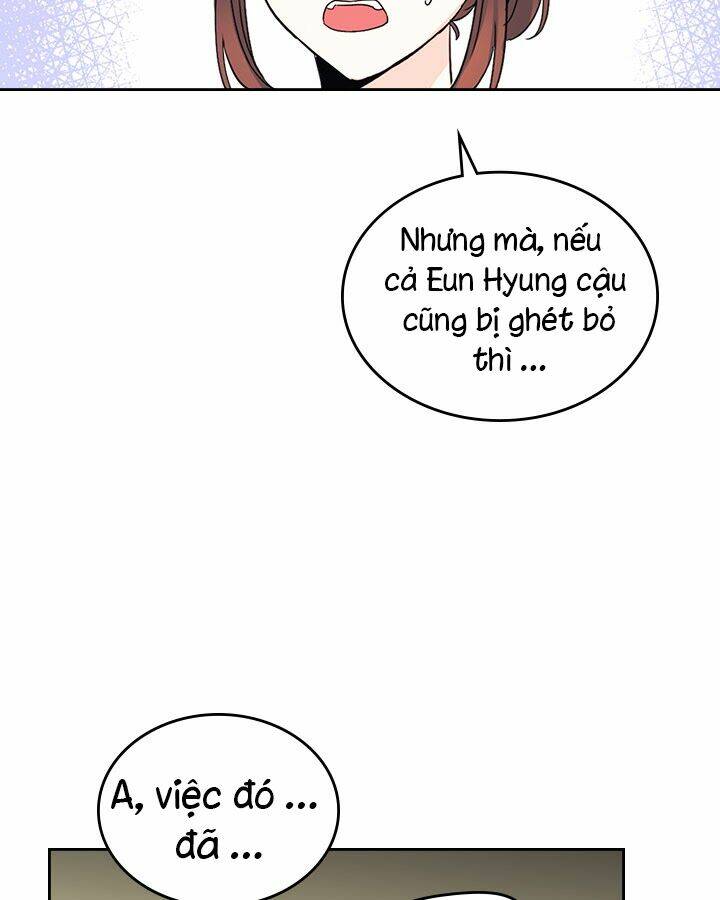 Nhưng mà, nếu
cả Eun Hyung cậu
cũng bị ghét bỏ
thì ...
A, việc đó ...
đã ...